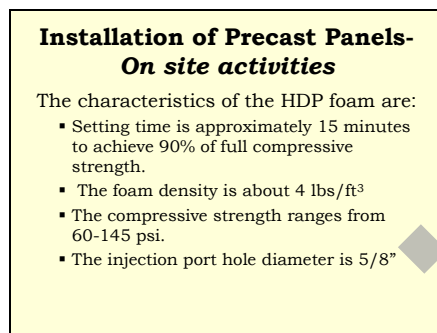 Installation of Precast Panels-
On site activities
The characteristics of the HDP foam are:
▪ Setting time is approximately 15 minutes
to achieve 90% of full compressive
strength.
▪ The foam density is about 4 lbs/ft³
▪ The compressive strength ranges from
60-145 psi.
▪ The injection port hole diameter is 5/8”